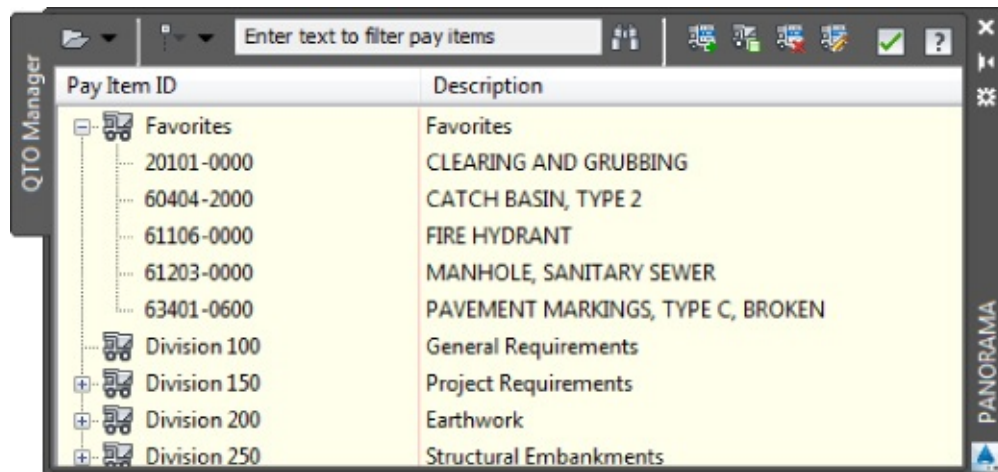 Enter text to filter pay items
?
QTO Manager
Pay Item ID Description
Favorites Favorites
20101-0000 CLEARING AND GRUBBING
60404-2000 CATCH BASIN, TYPE 2
61106-0000 FIRE HYDRANT
61203-0000 MANHOLE, SANITARY SEWER
63401-0600 PAVEMENT MARKINGS, TYPE C, BROKEN
Division 100 General Requirements
Division 150 Project Requirements
Division 200 Earthwork
Division 250 Structural Embankments
PANORAMA